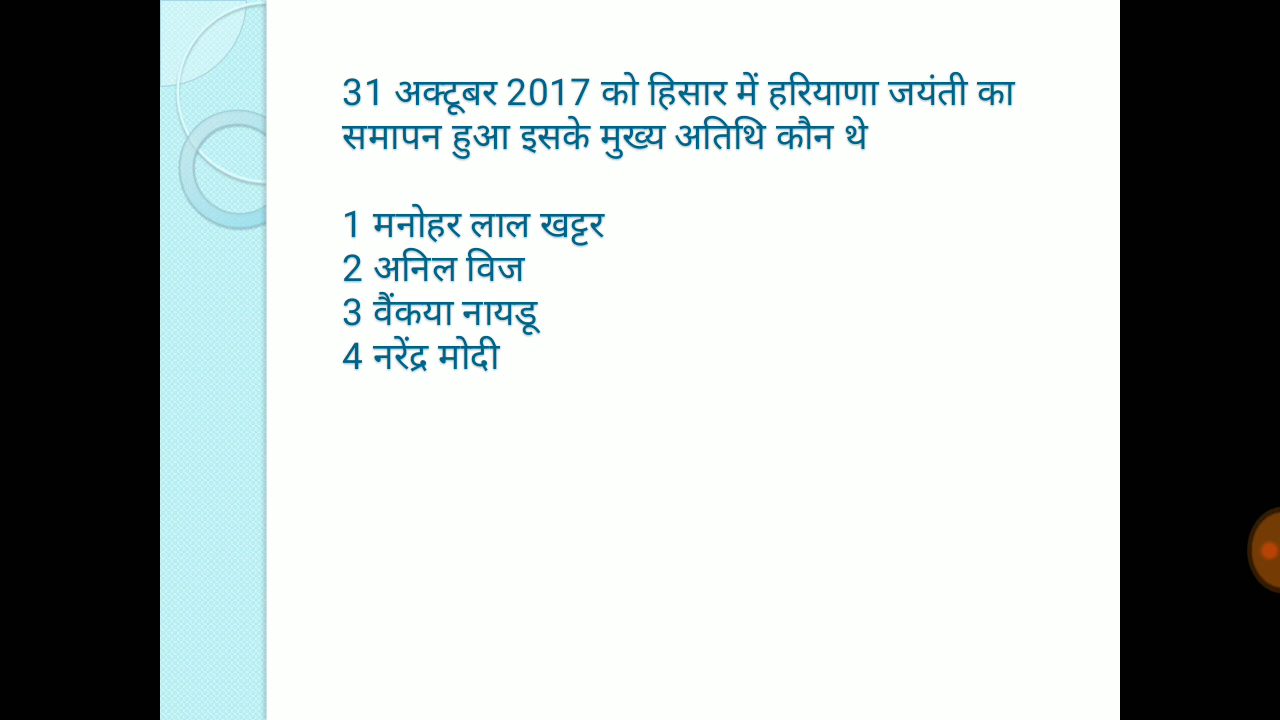 31 अक्टूबर 2017 को हिसार में हरियाणा जयंती का
समापन हुआ इसके मुख्य अतिथि कौन थे
1 मनोहर लाल खट्टर
2 अनिल विज
3 वैंकया नायडू
4 नरेंद्र मोदी